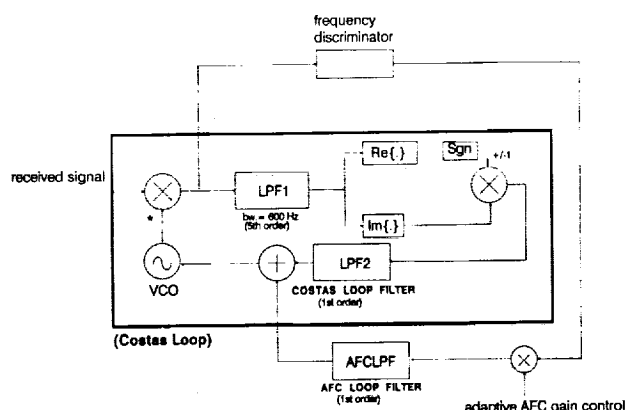 frequency
discriminator
received signal
Re{.}
Sgn
+/-1
LPF1
bw. = 600 Hz
(5th order)
*
Im{.}
VCO
LPF2
COSTAS LOOP FILTER
(1st order)
(Costas Loop)
AFCLPF
AFC LOOP FILTER
(1st order)
adaptive AFC gain control